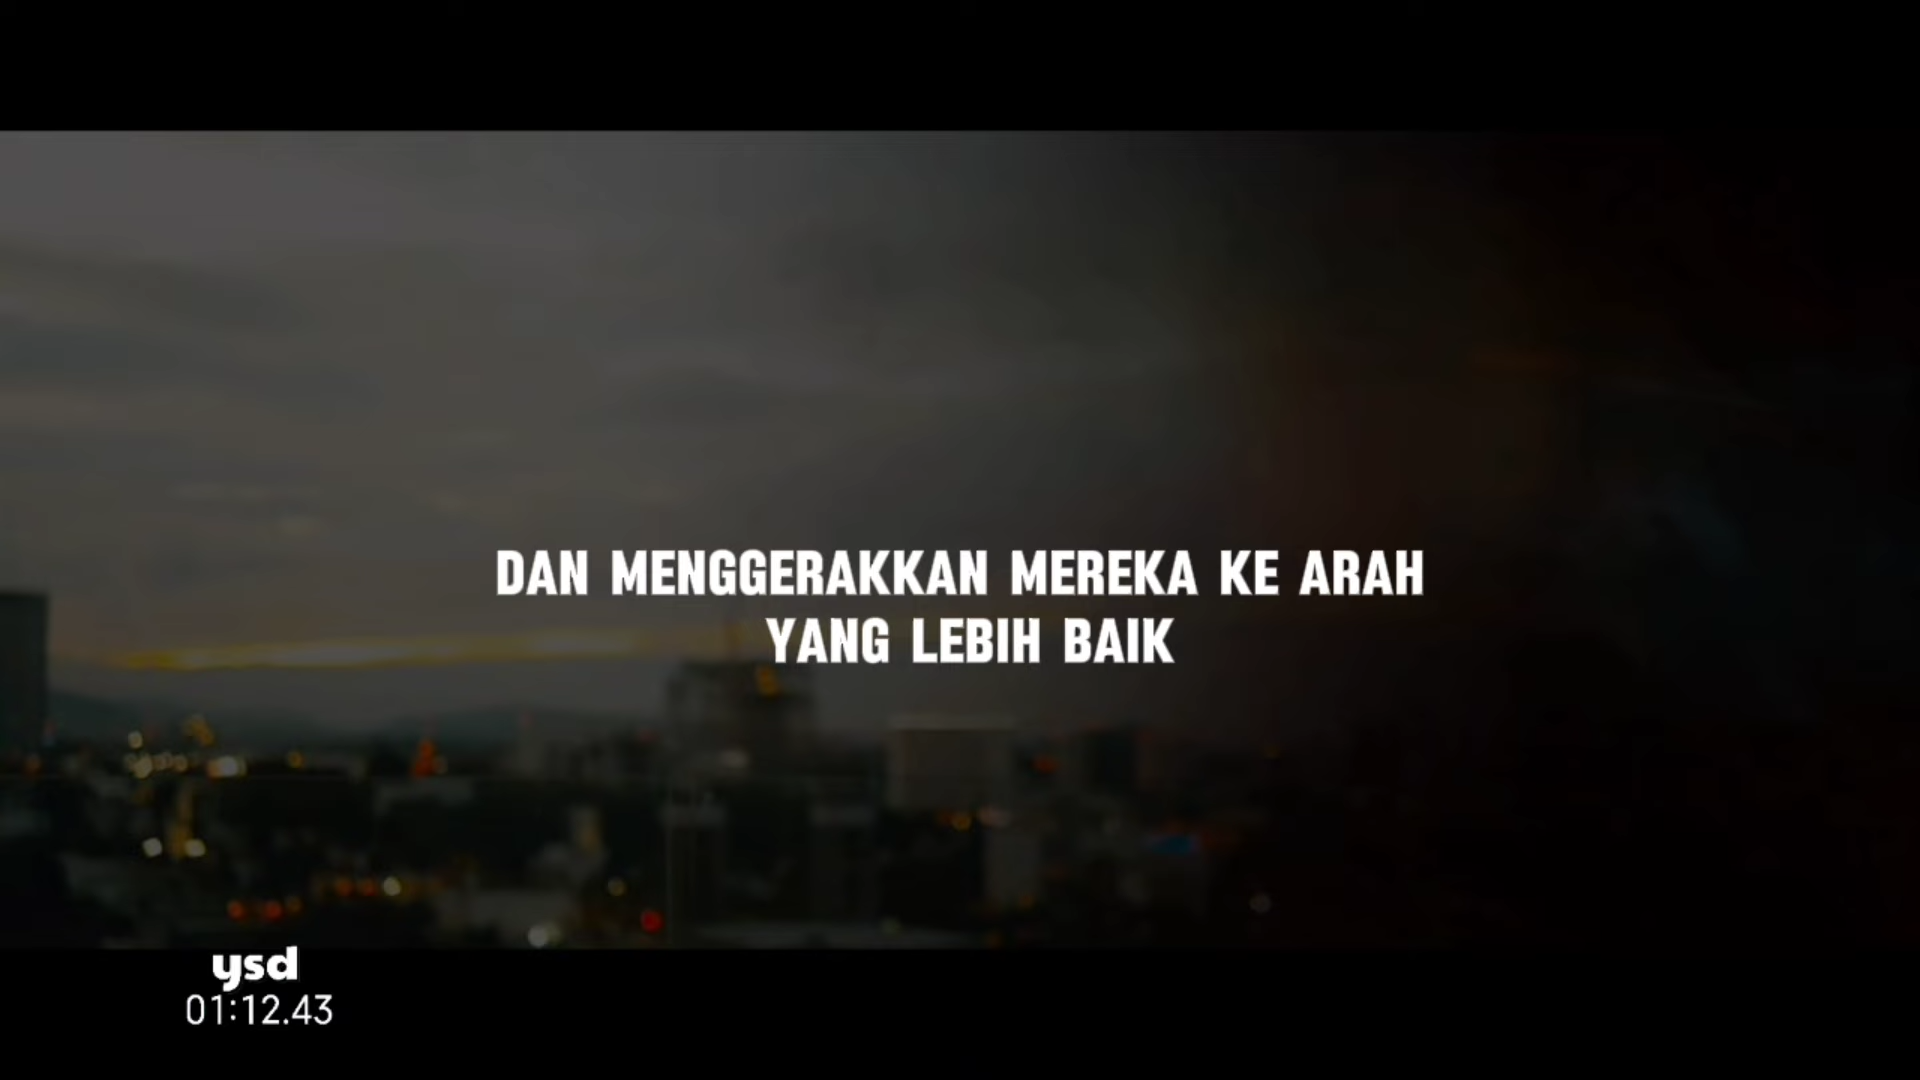 DAN MENGGERAKKAN MEREKA KE ARAH
YANG LEBIH BAIK
ysd
01:12.43